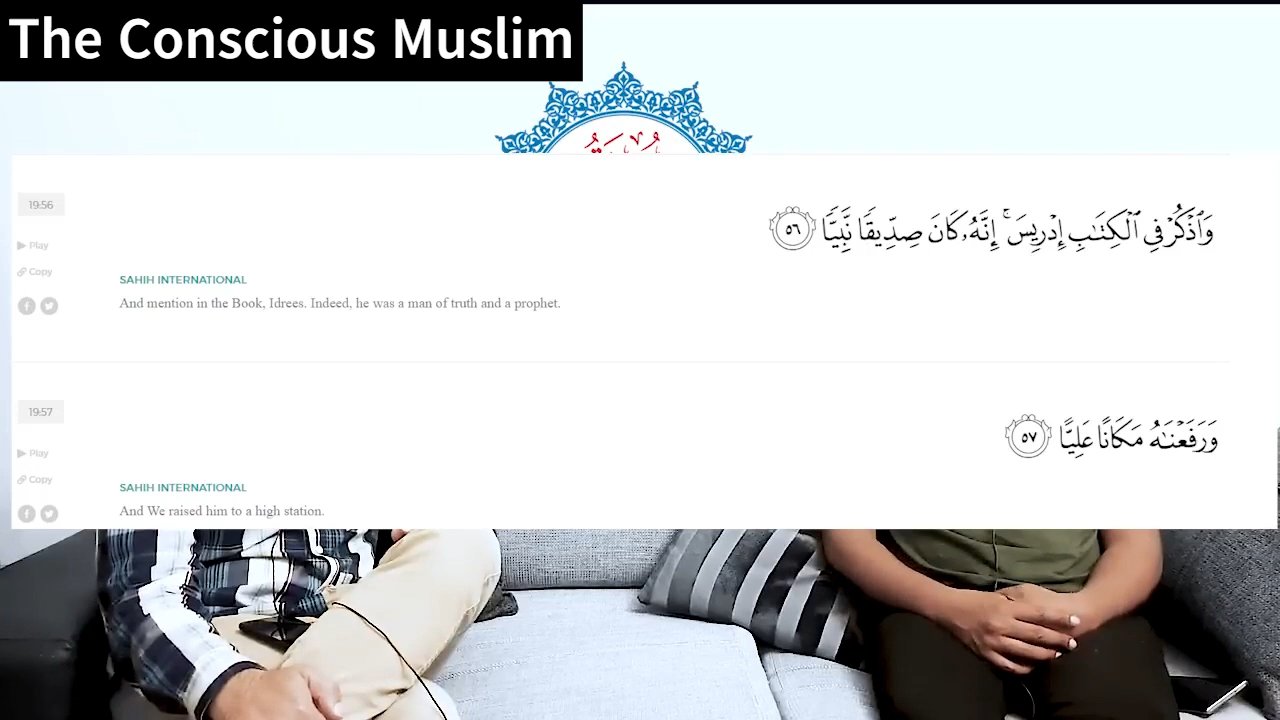 The Conscious Muslim
19:56
وَٱذْكُرْ فِى ٱلْكِتَـٰبِ إِدْرِيسَ ۚ إِنَّهُۥ كَانَ صِدِّيقًا نَّبِيًّا ٥٦
Play
Copy
SAHIH INTERNATIONAL
And mention in the Book, Idrees. Indeed, he was a man of truth and a prophet.
19:57
وَرَفَعْنَـٰهُ مَكَانًا عَلِيًّا ٥٧
Play
Copy
SAHIH INTERNATIONAL
And We raised him to a high station.